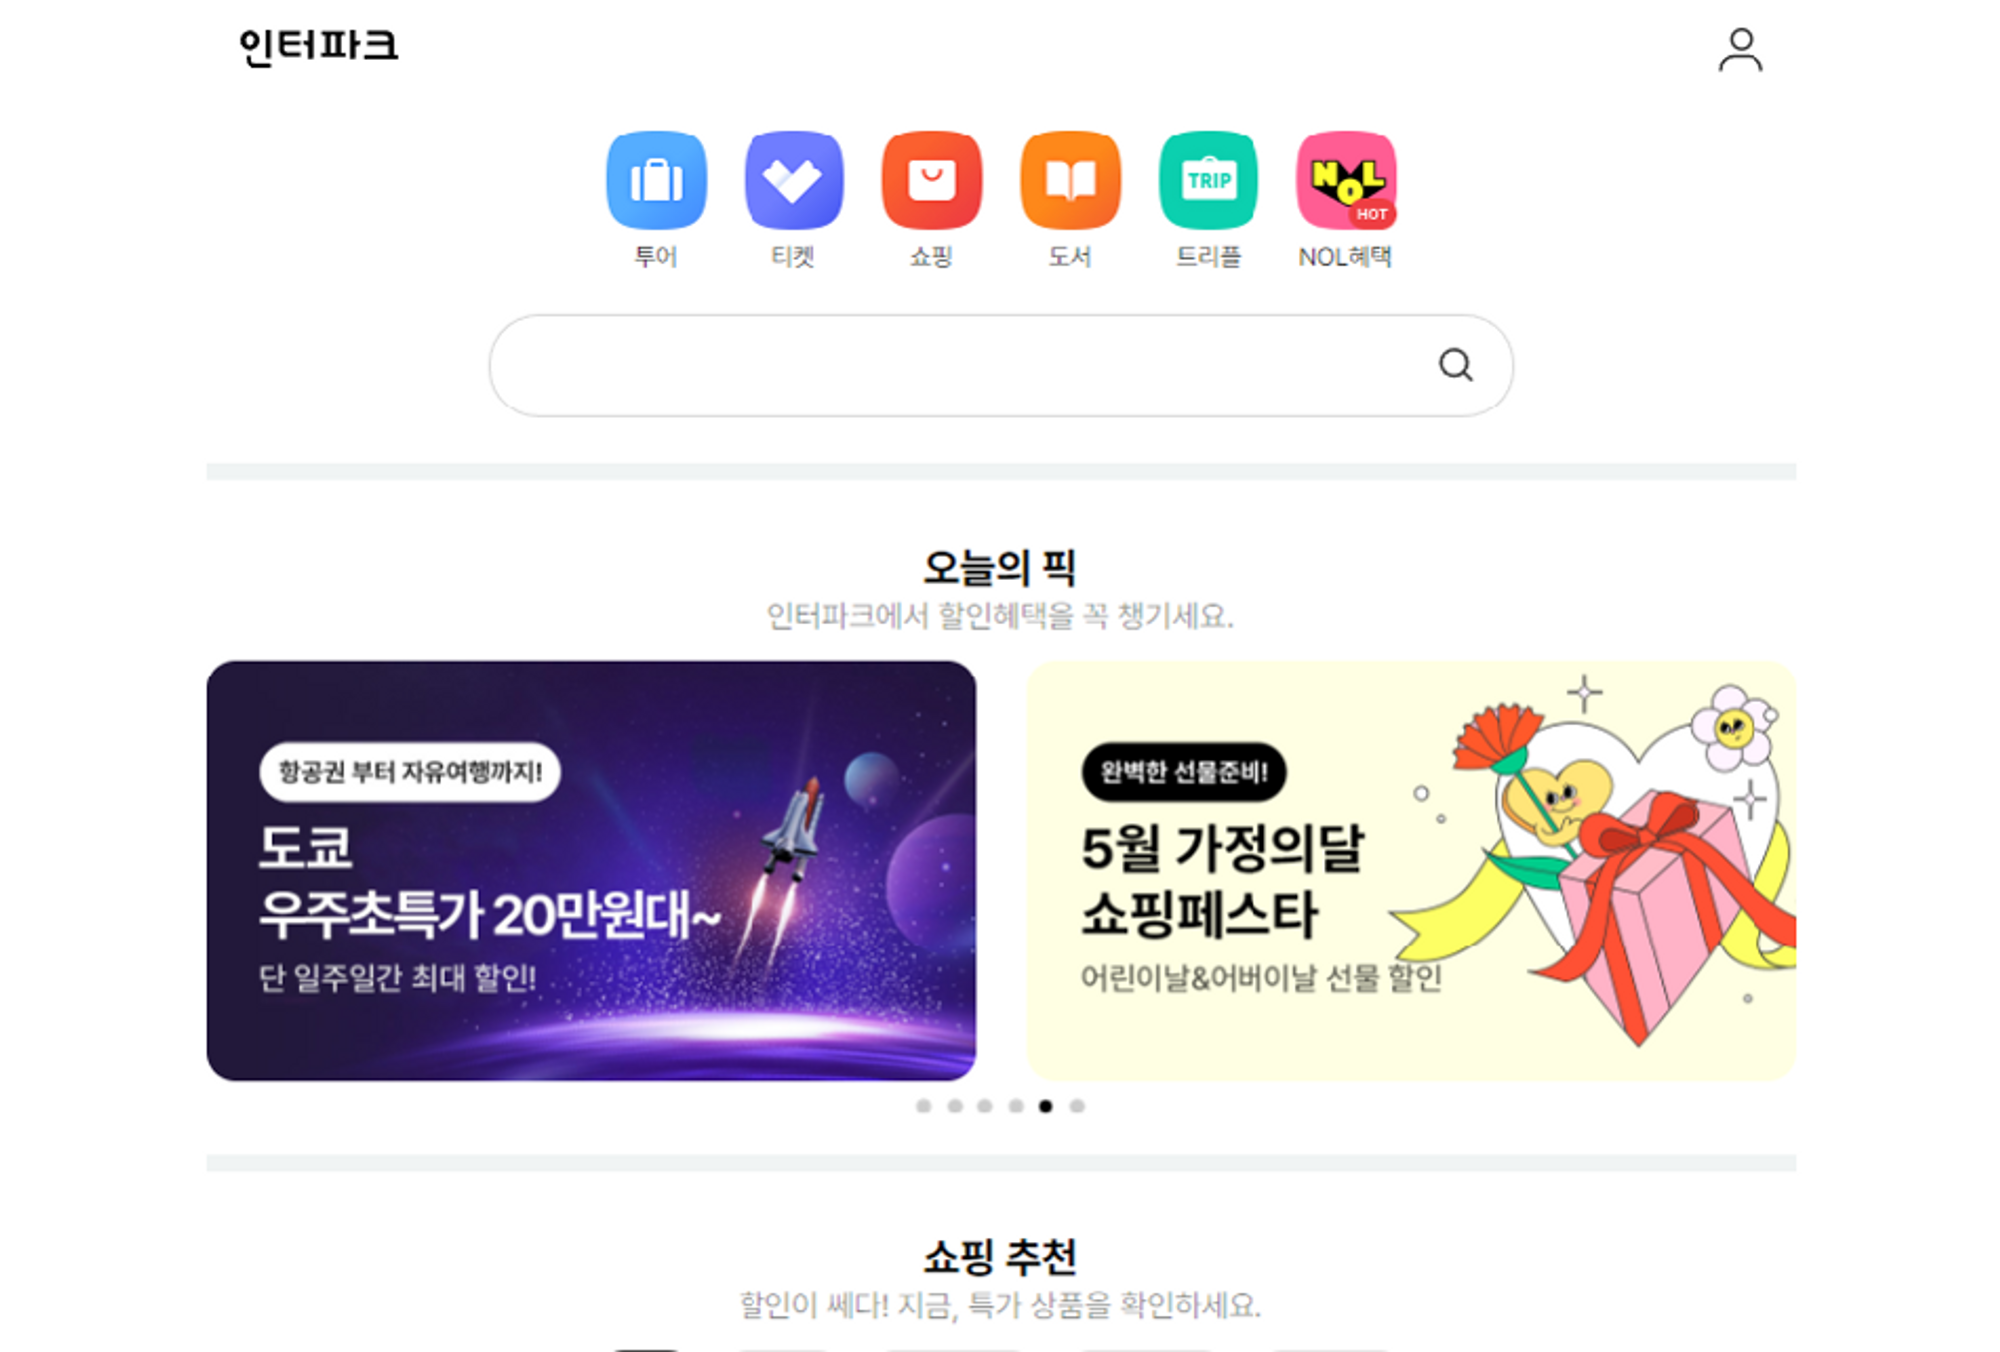 인터파크
TRIP
NOL
HOT
투어
티켓
쇼핑
도서
트리플
NOL혜택
오늘의 픽
인터파크에서 할인혜택을 꼭 챙기세요.
항공권 부터 자유여행까지!
도쿄
우주초특가 20만원대~
단 일주일간 최대 할인!
완벽한 선물준비!
5월 가정의달
쇼핑페스타
어린이날&어버이날 선물 할인
쇼핑 추천
할인이 쎄다! 지금, 특가 상품을 확인하세요.